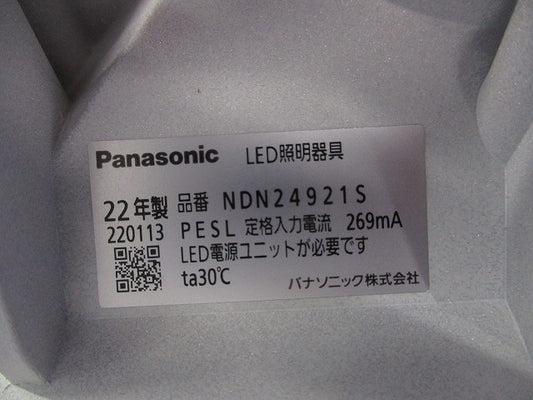 Panasonic LED照明器具
22年製 品番 NDN24921S
220113 PESL 定格入力電流 269mA
LED電源ユニットが必要です
ta30℃
パナソニック株式会社